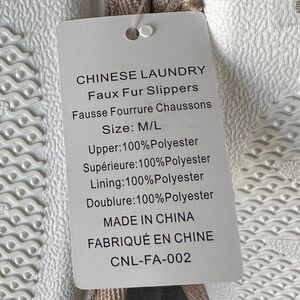 CHINESE LAUNDRY
Faux Fur Slippers
Fausse Fourrure Chaussons
Size: M/L
Upper:100%Polyester
Supérieure:100%Polyester
Lining:100%Polyester
Doublure:100%Polyester
MADE IN CHINA
FABRIQUÉ EN CHINE
CNL-FA-002